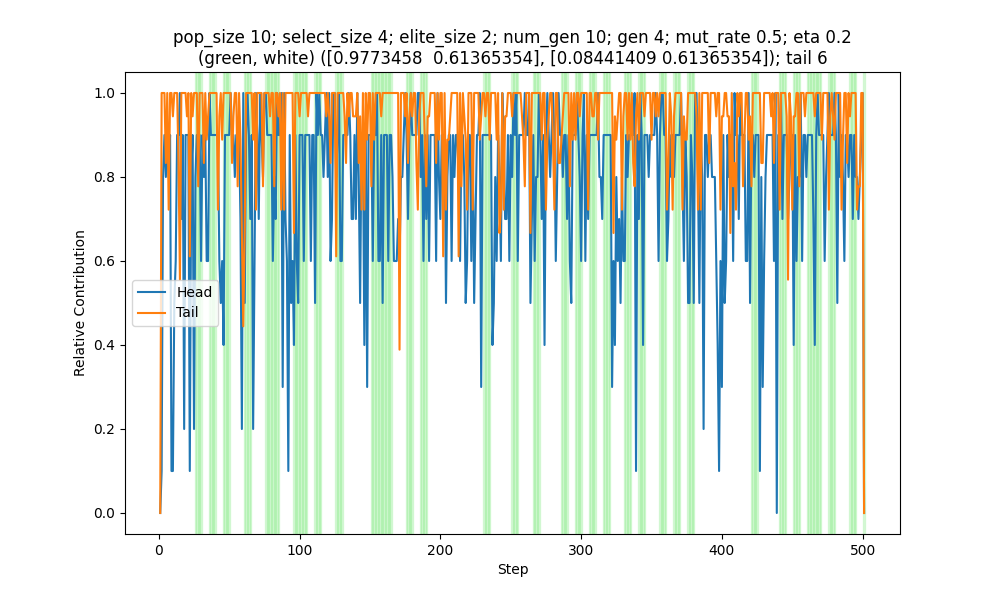 pop_size 10; select_size 4; elite_size 2; num_gen 10; gen 4; mut_rate 0.5; eta 0.2
(green, white) ([0.9773458  0.61365354], [0.08441409 0.61365354]); tail 6
Relative Contribution
1.0
0.8
0.6
0.4
0.2
0.0
Head
Tail
0
100
200
300
400
500
Step